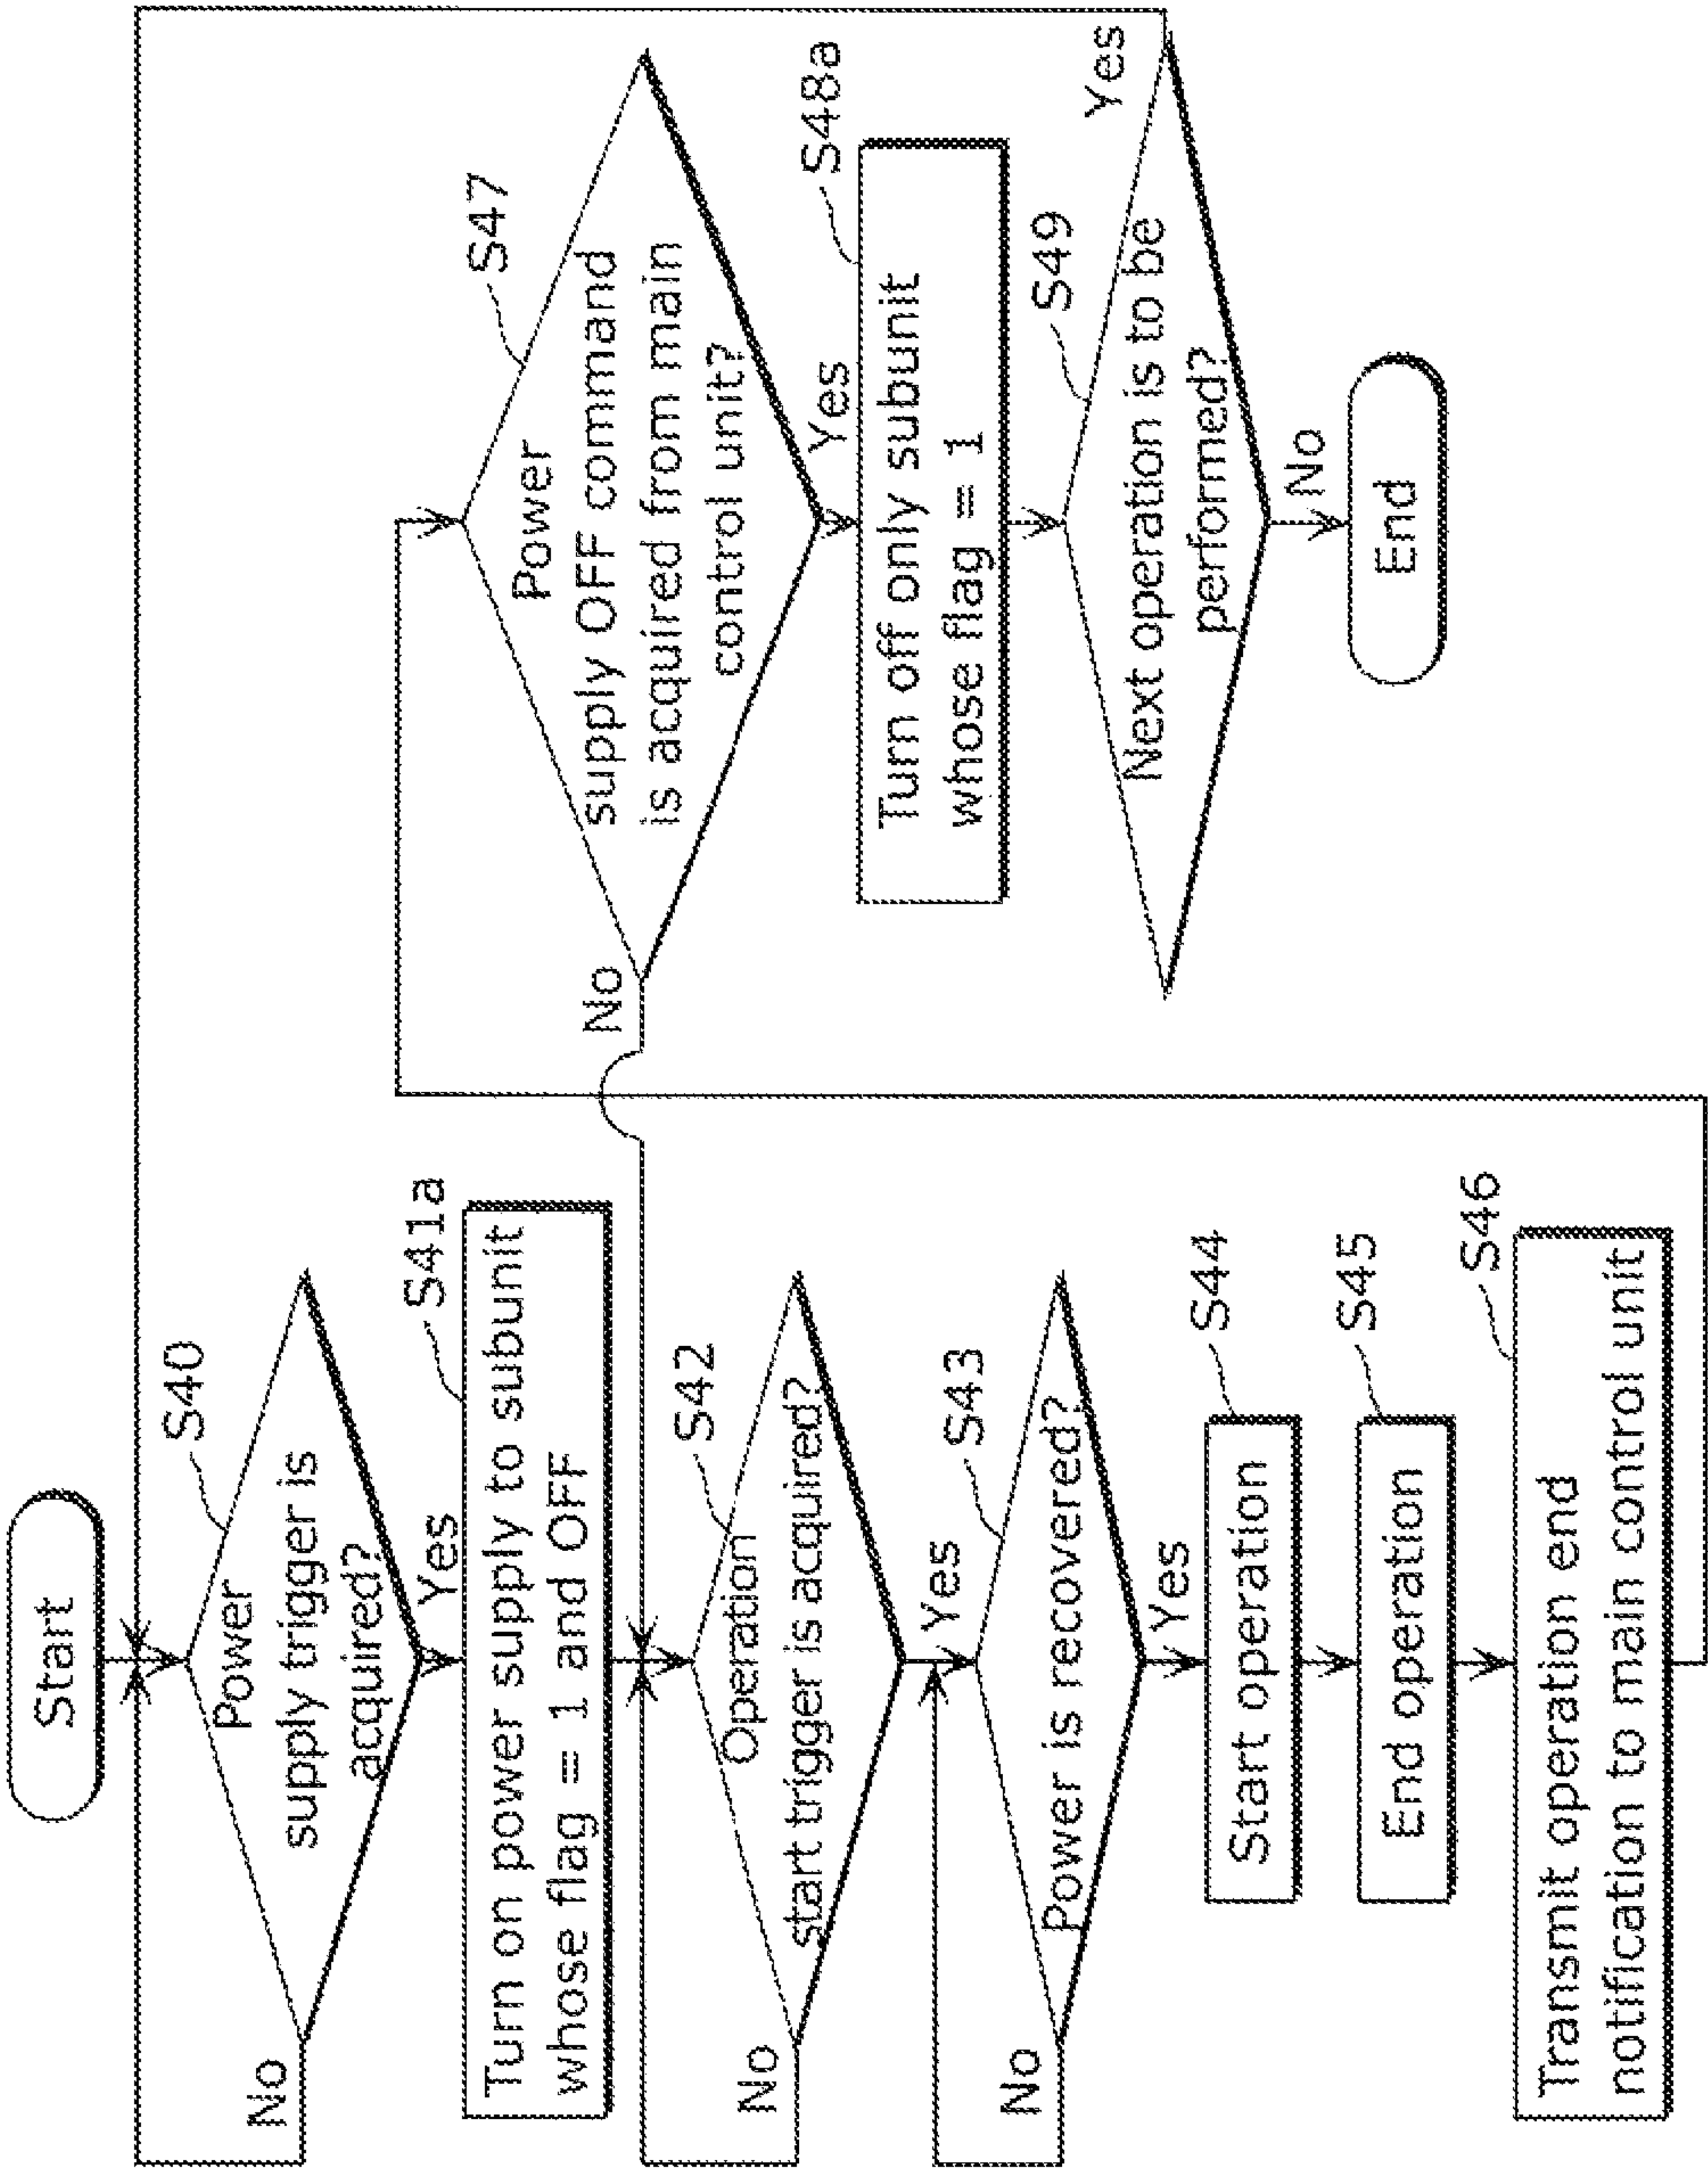 Start
S40
Power
supply trigger is
acquired?
No
Yes
S41a
Turn on power supply to subunit
whose flag = 1 and OFF
S42
Operation
start trigger is acquired?
No
Yes
S43
Power is recovered?
No
Yes
S44
Start operation
S45
End operation
S46
Transmit operation end
notification to main control unit
S47
Power
supply OFF command
is acquired from main
control unit?
No
Yes
S48a
Turn off only subunit
whose flag = 1
S49
Next operation is to be
performed?
Yes
No
End